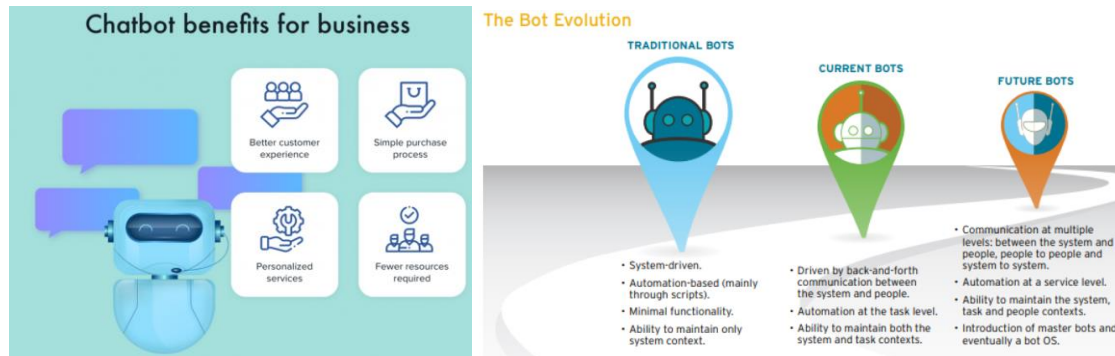 Chatbot benefits for business
Better customer
experience
Simple purchase
process
Personalized
services
Fewer resources
required
The Bot Evolution
TRADITIONAL BOTS
• System-driven.
• Automation-based (mainly
through scripts).
• Minimal functionality.
• Ability to maintain only
system context.
CURRENT BOTS
• Driven by back-and-forth
communication between
the system and people.
• Automation at the task level.
• Ability to maintain both the
system and task contexts.
FUTURE BOTS
• Communication at multiple
levels: between the system and
people, people to people and
system to system.
• Automation at a service level.
• Ability to maintain the system,
task and people contexts.
• Introduction of master bots and
eventually a bot OS.